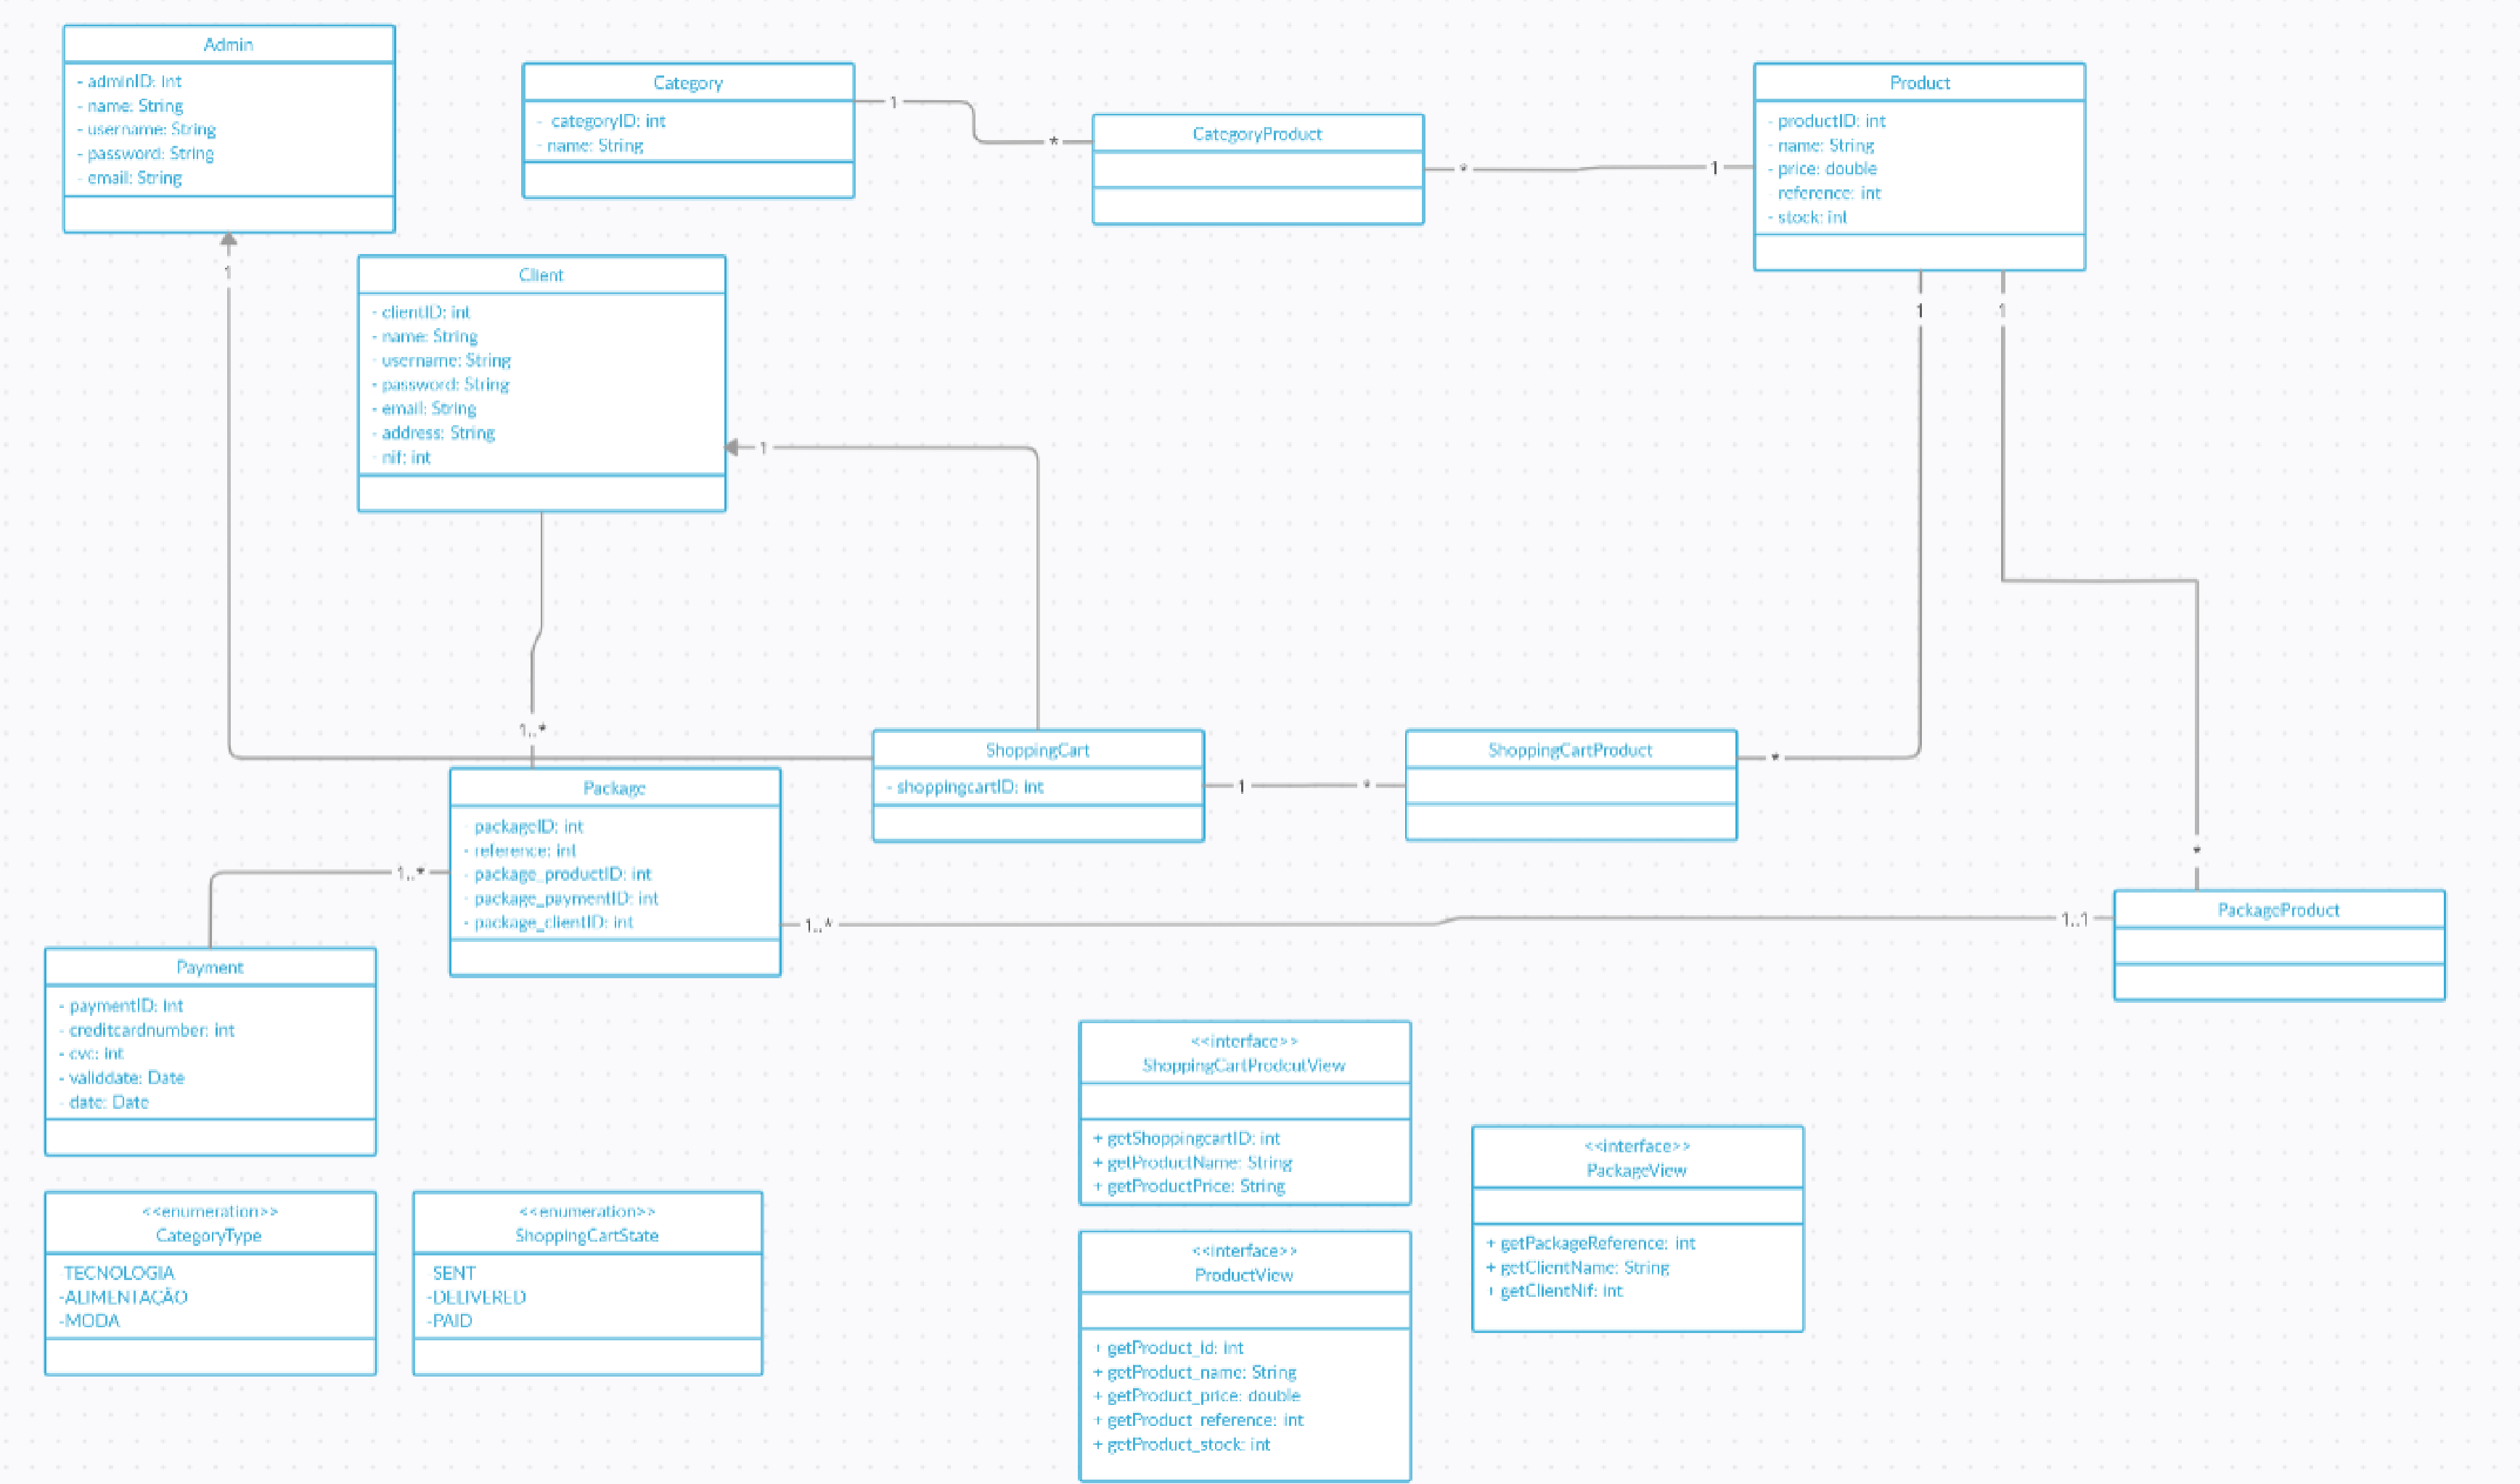 Admin
- adminID: int
- name: String
- username: String
- password: String
- email: String
Category
- categoryID: int
- name: String
1
*
CategoryProduct
*
1
Product
- productID: int
- name: String
- price: double
reference: int
- stock: int
1
Client
- clientID: int
- name: String
- username: String
- password: String
- email: String
- address: String
- nif: int
1
1
1
1..*
ShoppingCart
- shoppingcartID: int
1
*
ShoppingCartProduct
*
*
Package
- packageID: int
- reference: int
- package_productID: int
- package_paymentID: int
- package_clientID: int
1..*
1..*
1..1
PackageProduct
Payment
- paymentID: int
- creditcardnumber: int
- cvc: int
- validdate: Date
- date: Date
<<interface>>
ShoppingCartProdcutView
+ getShoppingcartID: int
+ getProductName: String
+ getProductPrice: String
<<interface>>
PackageView
+ getPackageReference: int
+ getClientName: String
+ getClientNif: int
<<enumeration>>
CategoryType
TECNOLOGIA
-ALIMENTAÇÃO
-MODA
<<enumeration>>
ShoppingCartState
SENT
-DELIVERED
-PAID
<<interface>>
ProductView
+ getProduct_id: int
+ getProduct_name: String
+ getProduct_price: double
+ getProduct_reference: int
+ getProduct_stock: int